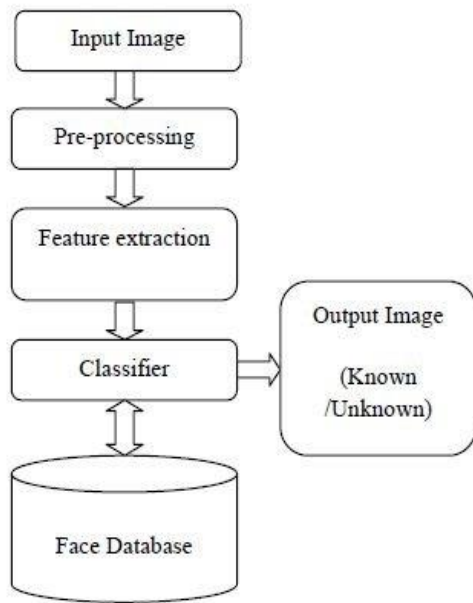 Input Image
Pre-processing
Feature extraction
Classifier
Output Image
(Known
/Unknown)
Face Database